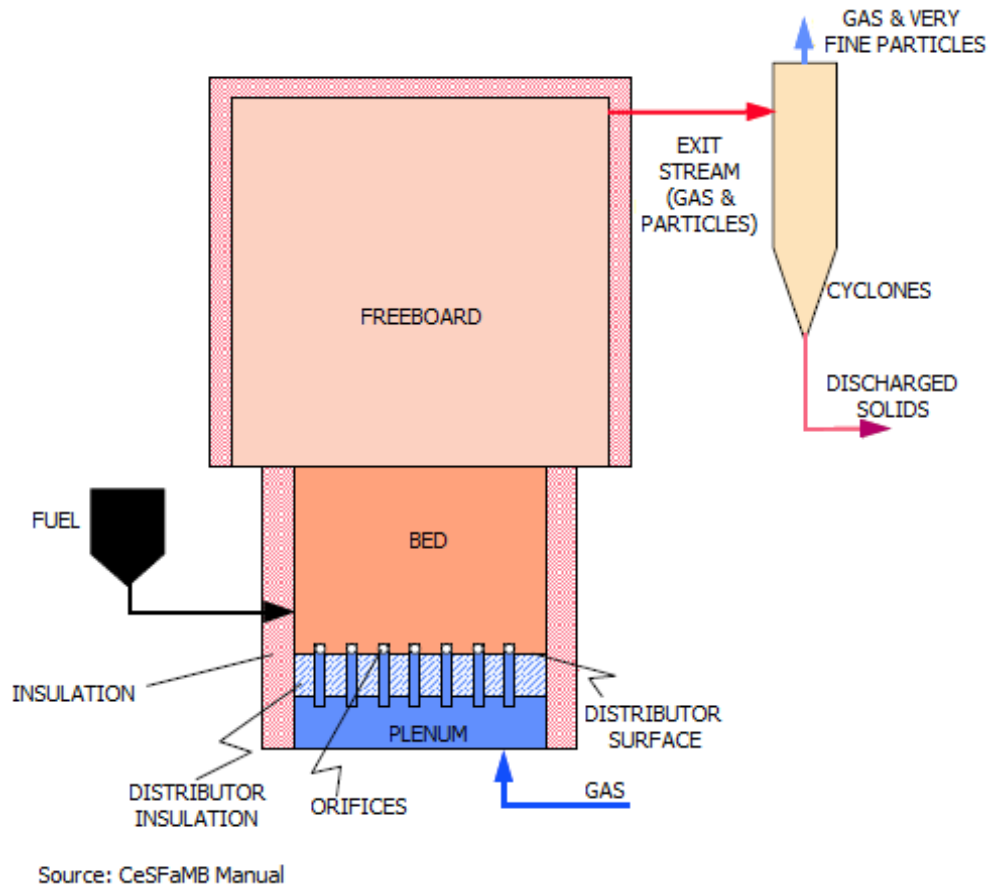 GAS & VERY
FINE PARTICLES
EXIT
STREAM
(GAS &
PARTICLES)
FREEBOARD
CYCLONES
DISCHARGED
SOLIDS
FUEL
BED
INSULATION
DISTRIBUTOR
SURFACE
PLENUM
DISTRIBUTOR
INSULATION
ORIFICES
GAS
Source: CeSFaMB Manual